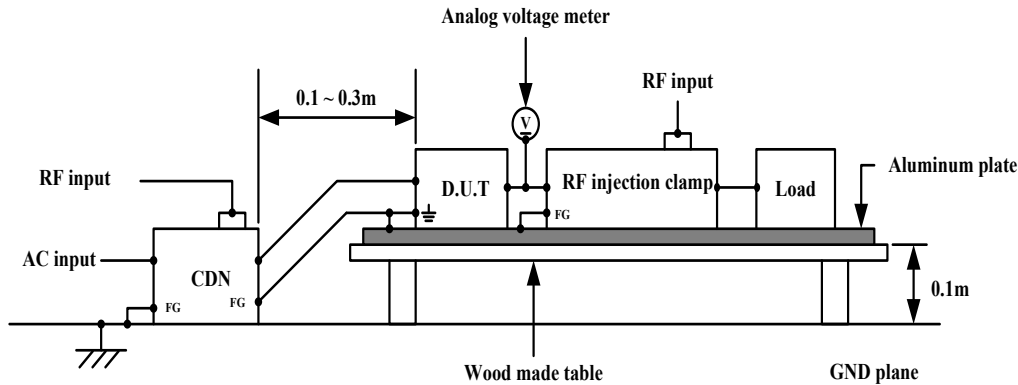 Analog voltage meter
0.1 ~ 0.3m
RF input
V
RF input
D.U.T
RF injection clamp
Load
Aluminum plate
FG
AC input
CDN
FG
FG
0.1m
Wood made table
GND plane